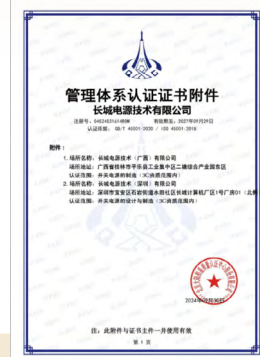 管理体系认证证书附件
长城电源技术有限公司
注册号：04524S31614R0M 有效期至：2027年09月29日
认证依据： GB/T 45001-2020 / ISO 45001:2018
附件：
1. 场所名称：长城电源技术（广西）有限公司
场所地址：广西省桂林市平乐县工业集中区二塘综合产业园东区
认证范围：开关电源的设计与制造（3C资质范围内）
2. 场所名称：长城电源技术（深圳）有限公司
场所地址：深圳市宝安区石岩街道水田社区长城计算机厂区1号厂房D1（北
认证范围：开关电源的设计与制造（3C资质范围内）
注：此附件与证书主件一并使用有效
第 1 页